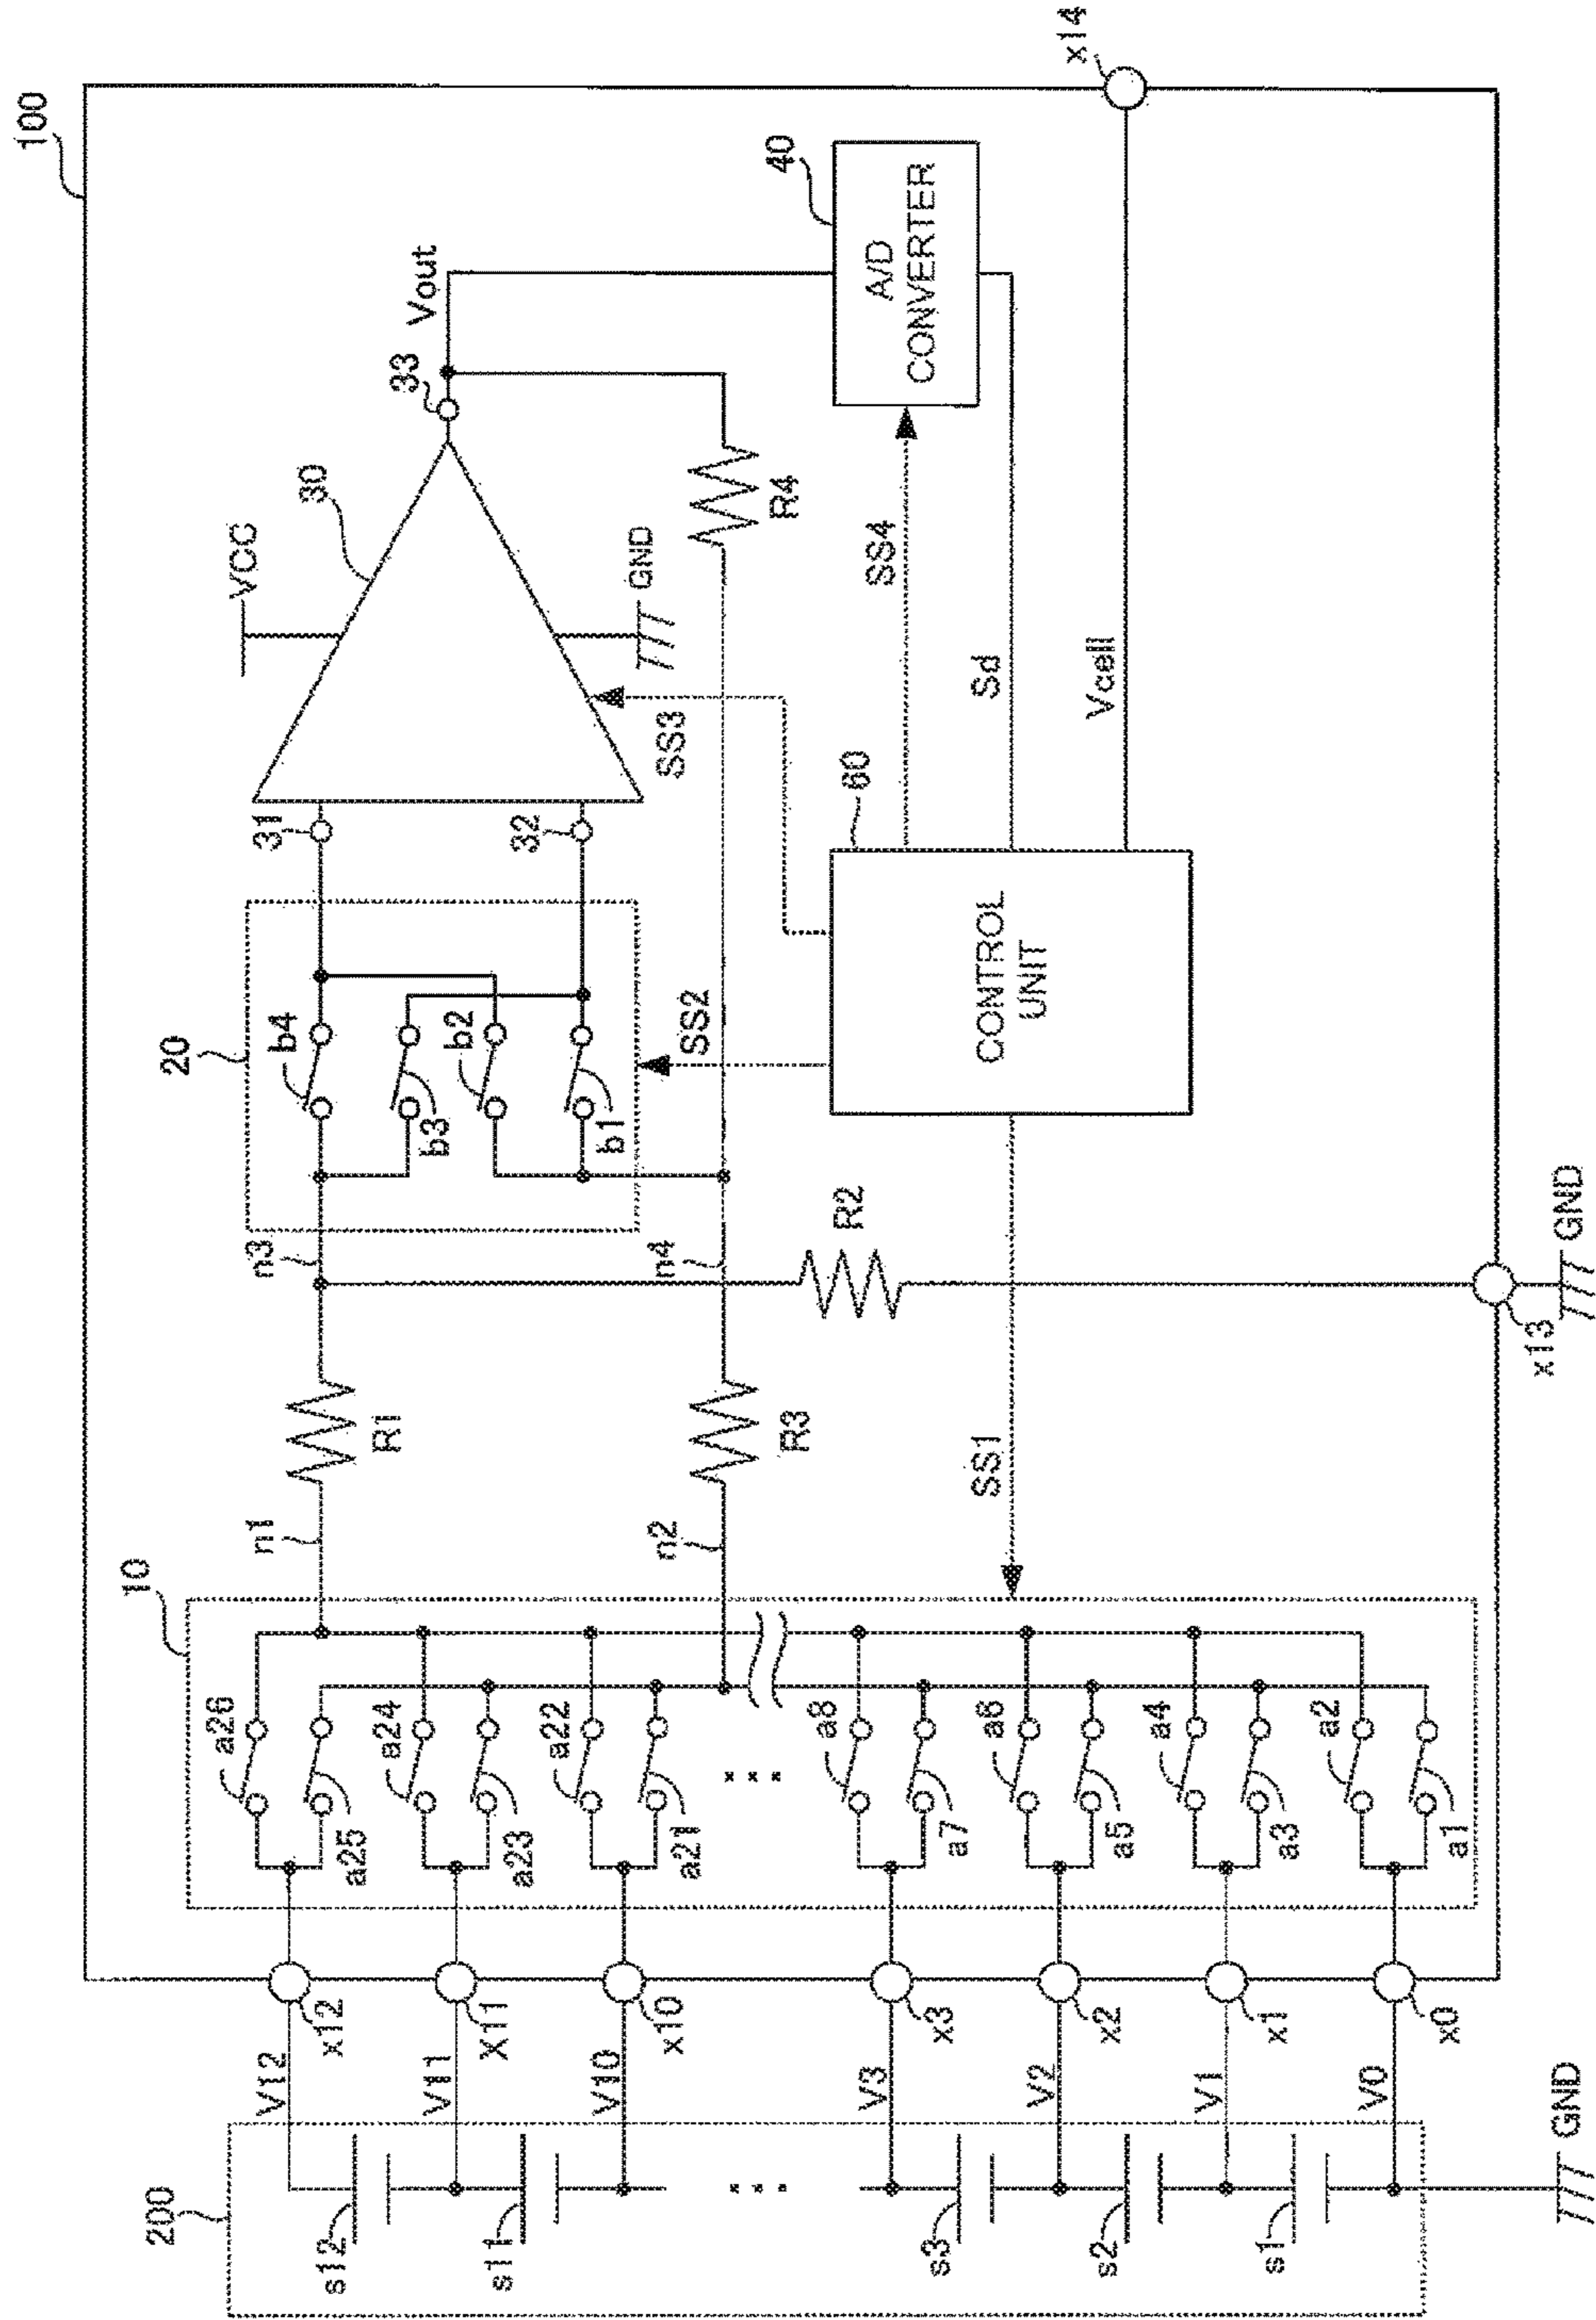 100
VCC
30
31
32
33
Vout
40
A/D
CONVERTER
20
b4
b3
b2
b1
GND
SS3
SS2
R4
SS4
Sd
Vcell
x14
60
CONTROL
UNIT
n3
n4
R2
R1
R3
n1
n2
SS1
x13
GND
10
a26
a25
a24
a23
a22
a21
a8
a7
a6
a5
a4
a3
a2
a1
x12
X11
x10
x3
x2
x1
x0
V12
V11
V10
V3
V2
V1
V0
200
s12
s11
s3
s2
s1
GND